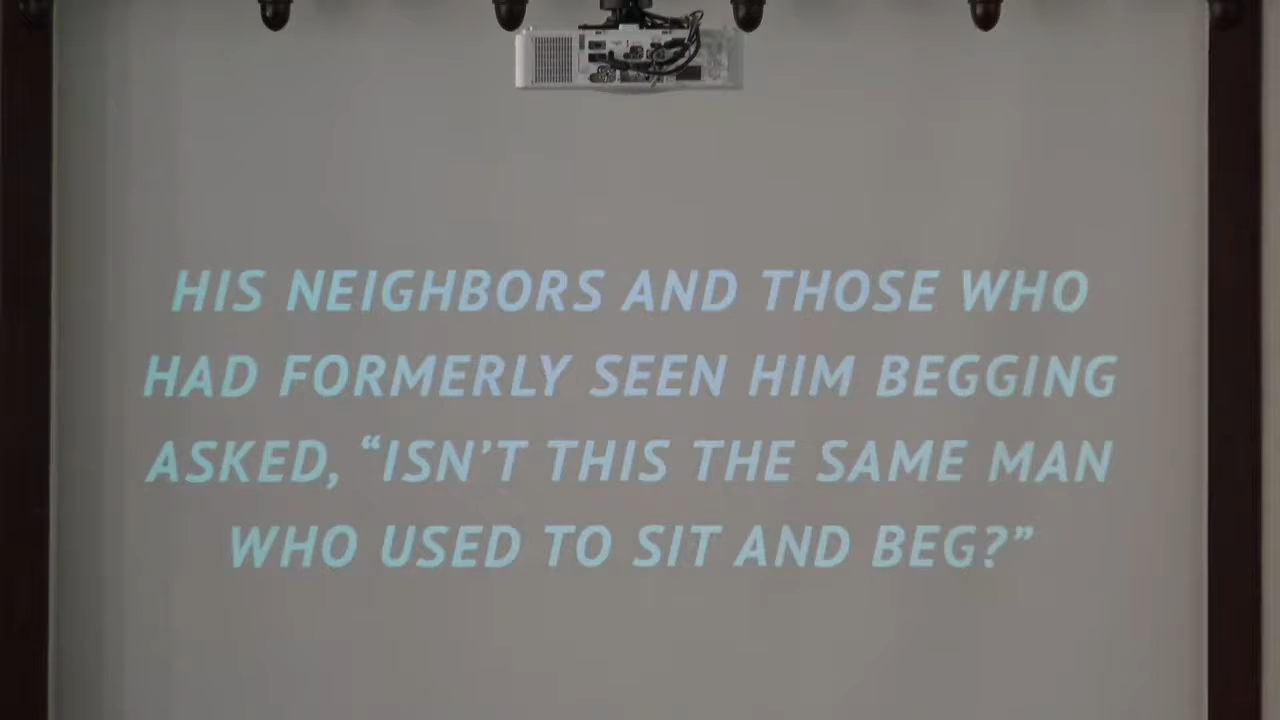 HIS NEIGHBORS AND THOSE WHO
HAD FORMERLY SEEN HIM BEGGING
ASKED, “ISN’T THIS THE SAME MAN
WHO USED TO SIT AND BEG?”